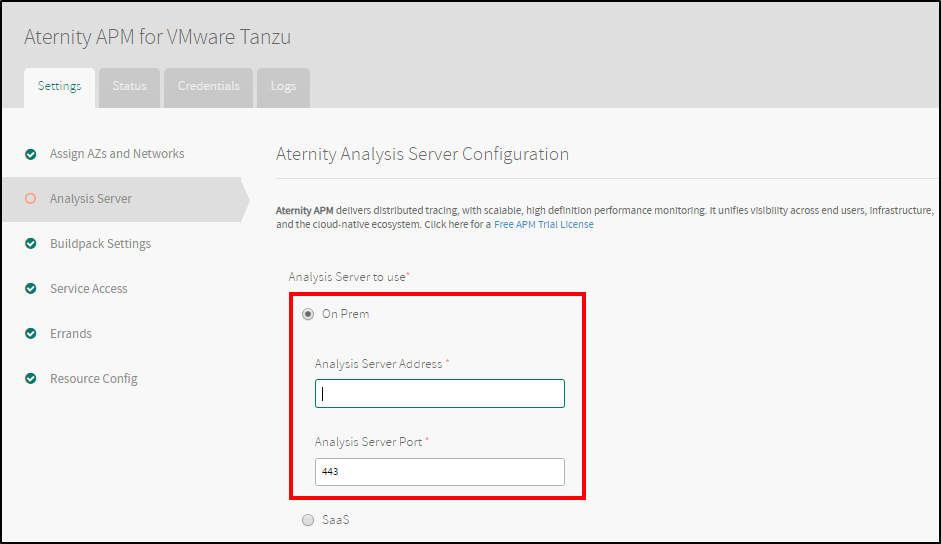 Aternity APM for VMware Tanzu
Settings
Status
Credentials
Logs
Assign AZs and Networks
Analysis Server
Buildpack Settings
Service Access
Errands
Resource Config
Aternity Analysis Server Configuration
Aternity APM delivers distributed tracing, with scalable, high definition performance monitoring. It unifies visibility across end users, infrastructure,
and the cloud-native ecosystem. Click here for a Free APM Trial License
Analysis Server to use*
On Prem
Analysis Server Address *
Analysis Server Port *
443
SaaS